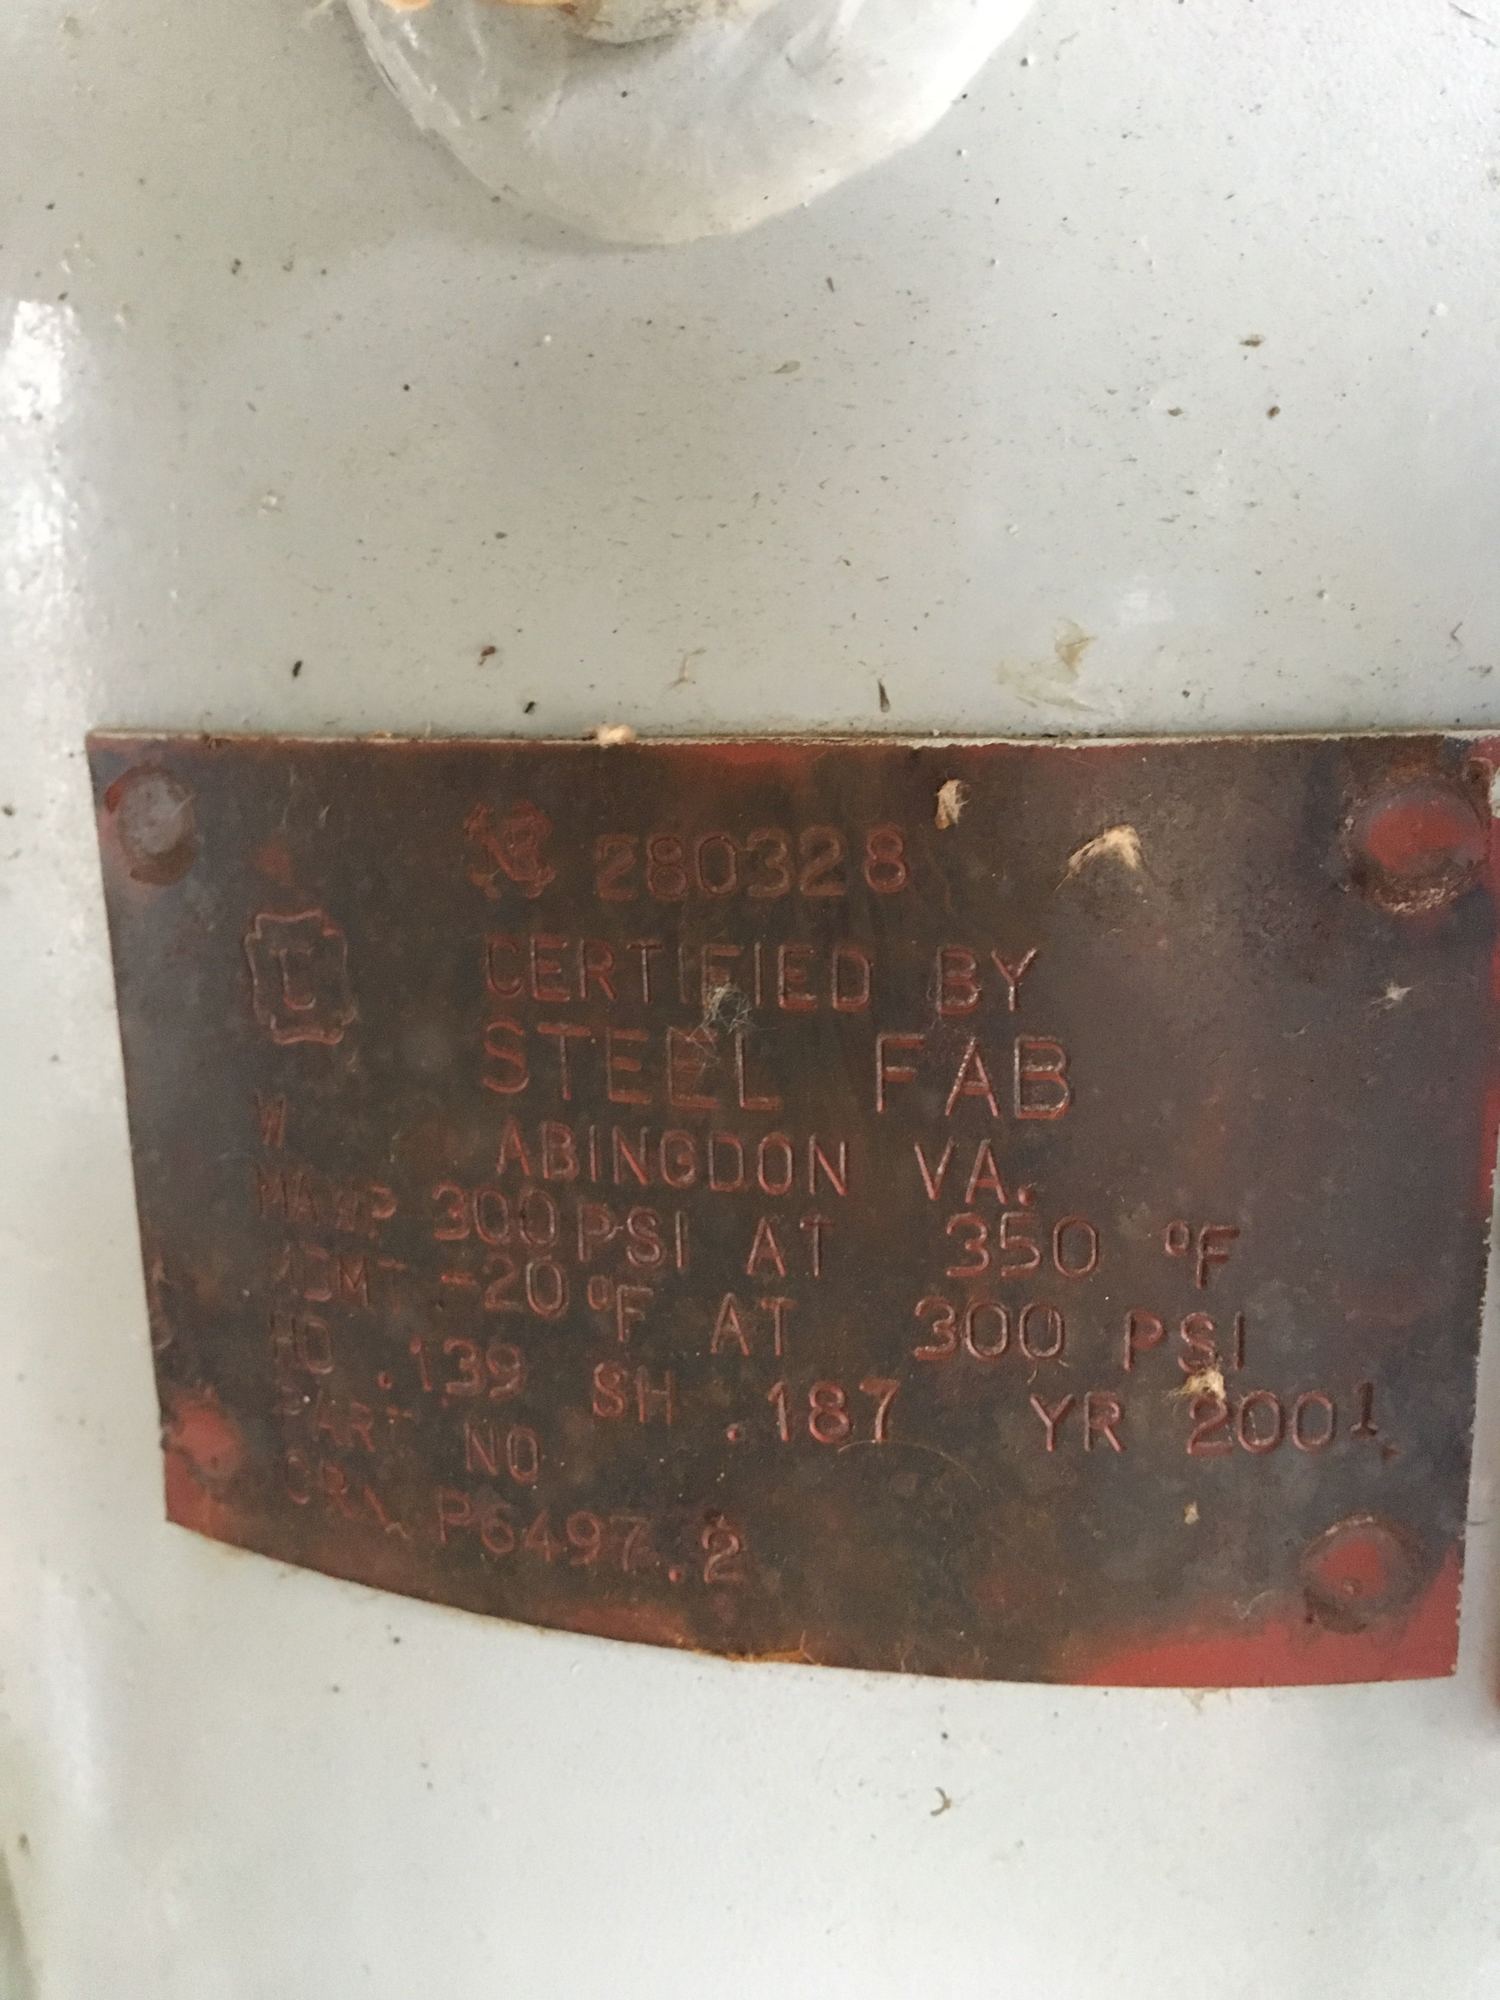 NB 280328
U
CERTIFIED BY
STEEL FAB
W
ABINGDON VA.
MAWP 300 PSI AT 350 °F
MDMT -20 °F AT 300 PSI
HD .139 SH .187 YR 2001
PART NO
CRN P6497.2